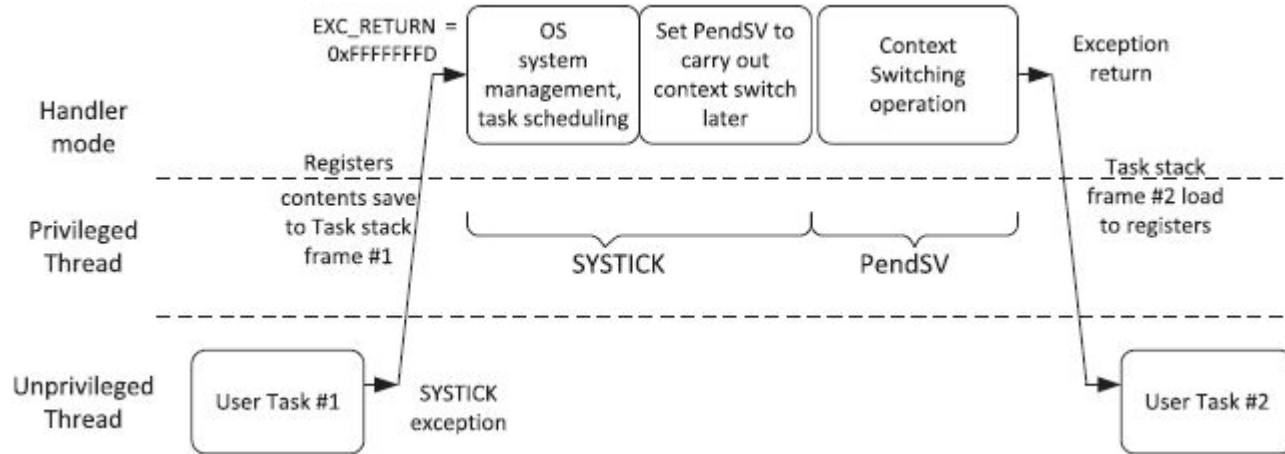 EXC_RETURN =
0xFFFFFFFD
OS
system
management,
task scheduling
Set PendSV to
carry out
context switch
later
Context
Switching
operation
Exception
return
Handler
mode
Registers
contents save
to Task stack
frame #1
Task stack
frame #2 load
to registers
Privileged
Thread
SYSTICK
PendSV
Unprivileged
Thread
User Task #1
SYSTICK
exception
User Task #2